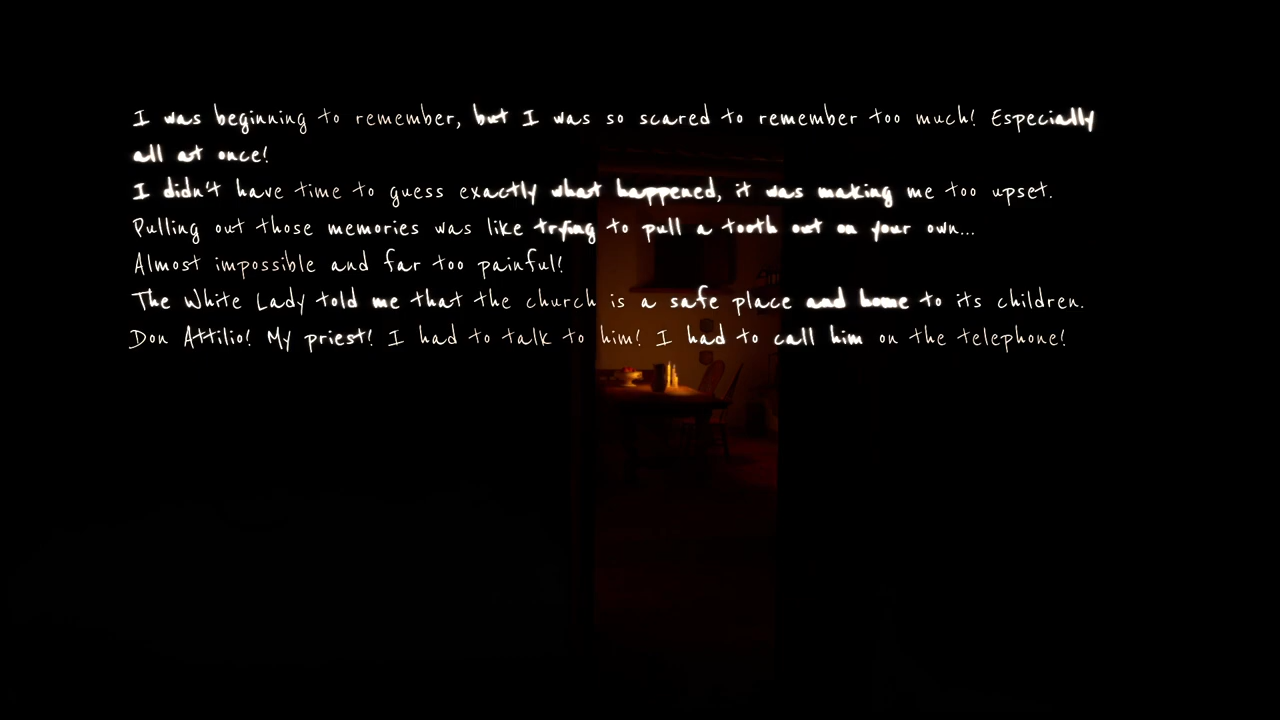 I was beginning to remember, but I was so scared to remember too much! Especially
all at once!
I didn't have time to guess exactly what happened, it was making me too upset.
Pulling out those memories was like trying to pull a tooth out on your own...
Almost impossible and far too painful!
The White Lady told me that the church is a safe place and home to its children.
Don Attilio! My priest! I had to talk to him! I had to call him on the telephone!